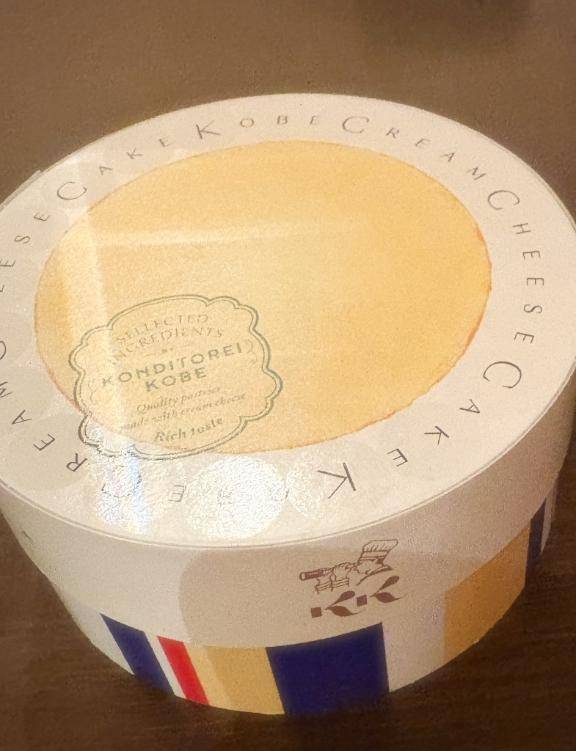 CAKE KOBE CREAM CHEESE CAKE KOBE CREAM CHEESE
SELLECTED
INGREDIENTS
KONDITOREI
KOBE
Quality pastries
made with cream cheese
Rich taste
KK